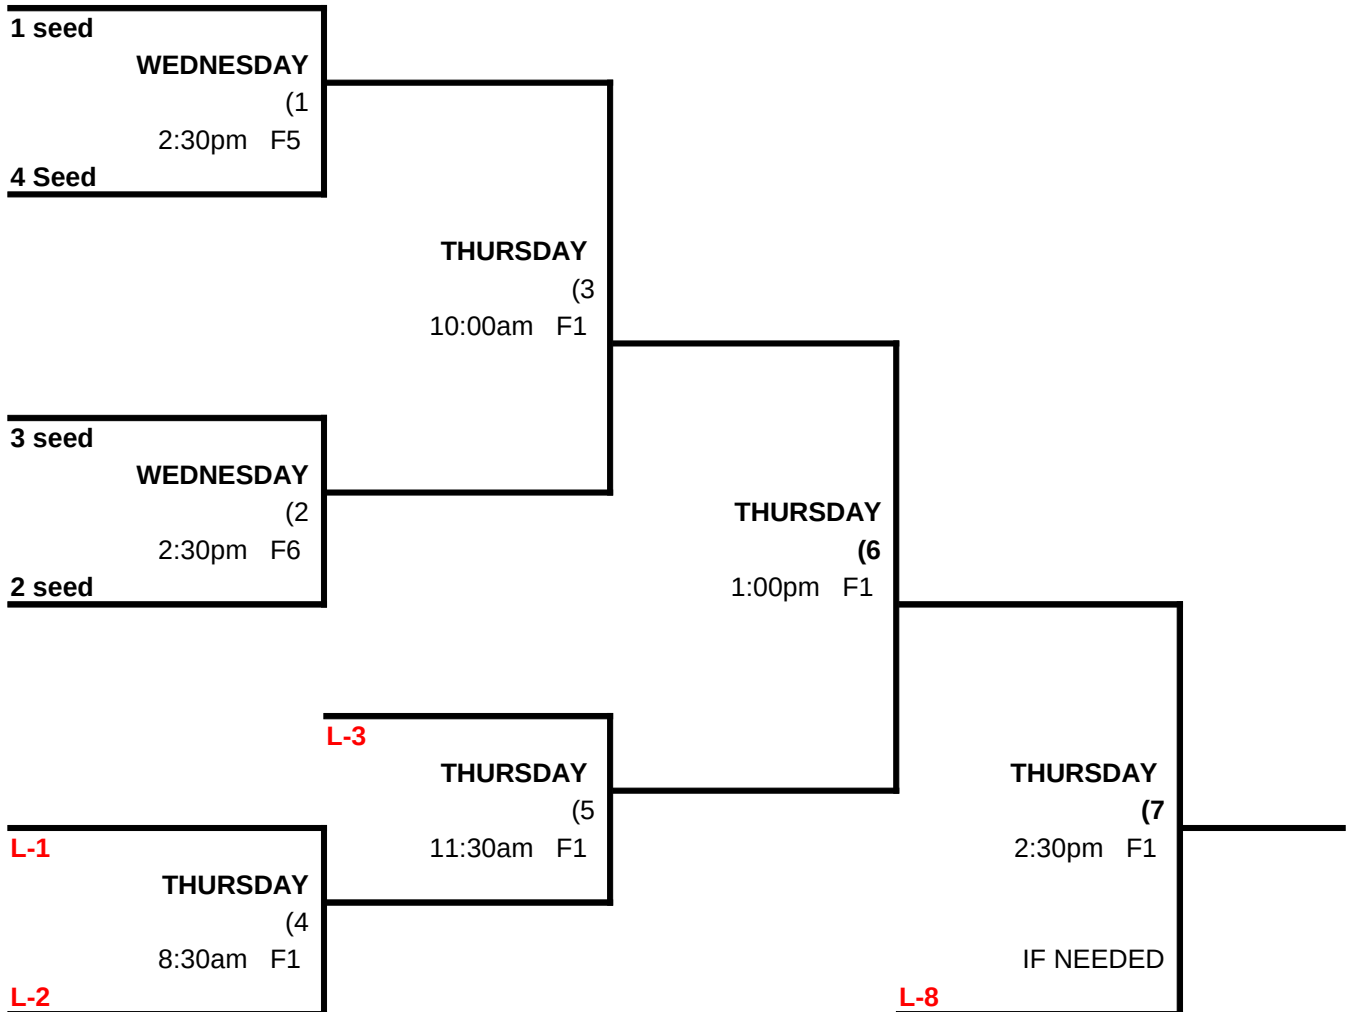 1 seed
WEDNESDAY
(1
2:30pm F5
4 Seed
THURSDAY
(3
10:00am F1
3 seed
WEDNESDAY
(2
2:30pm F6
2 seed
THURSDAY
(6
1:00pm F1
L-3
THURSDAY
(5
11:30am F1
THURSDAY
(7
2:30pm F1
L-1
THURSDAY
(4
8:30am F1
L-2
IF NEEDED
L-8